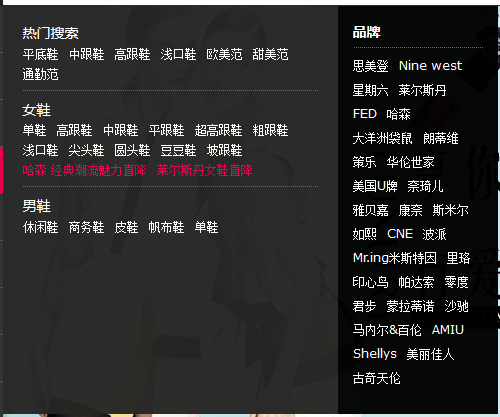 热门搜索
平底鞋 中跟鞋 高跟鞋 浅口鞋 欧美范 甜美范
通勤范
女鞋
单鞋 高跟鞋 中跟鞋 平跟鞋 超高跟鞋 粗跟鞋
浅口鞋 尖头鞋 圆头鞋 豆豆鞋 坡跟鞋
哈森 经典潮流魅力直降 莱尔斯丹女鞋直降
男鞋
休闲鞋 商务鞋 皮鞋 帆布鞋 单鞋
品牌
思美登 Nine west
星期六 莱尔斯丹
FED 哈森
大洋洲袋鼠 朗蒂维
策乐 华伦世家
美国U牌 奈琦儿
雅贝嘉 康奈 斯米尔
如熙 CNE 波派
Mr.ing米斯特因 里珞
印心鸟 帕达索 零度
君步 蒙拉蒂诺 沙驰
马内尔&百伦 AMIU
Shellys 美丽佳人
古奇天伦